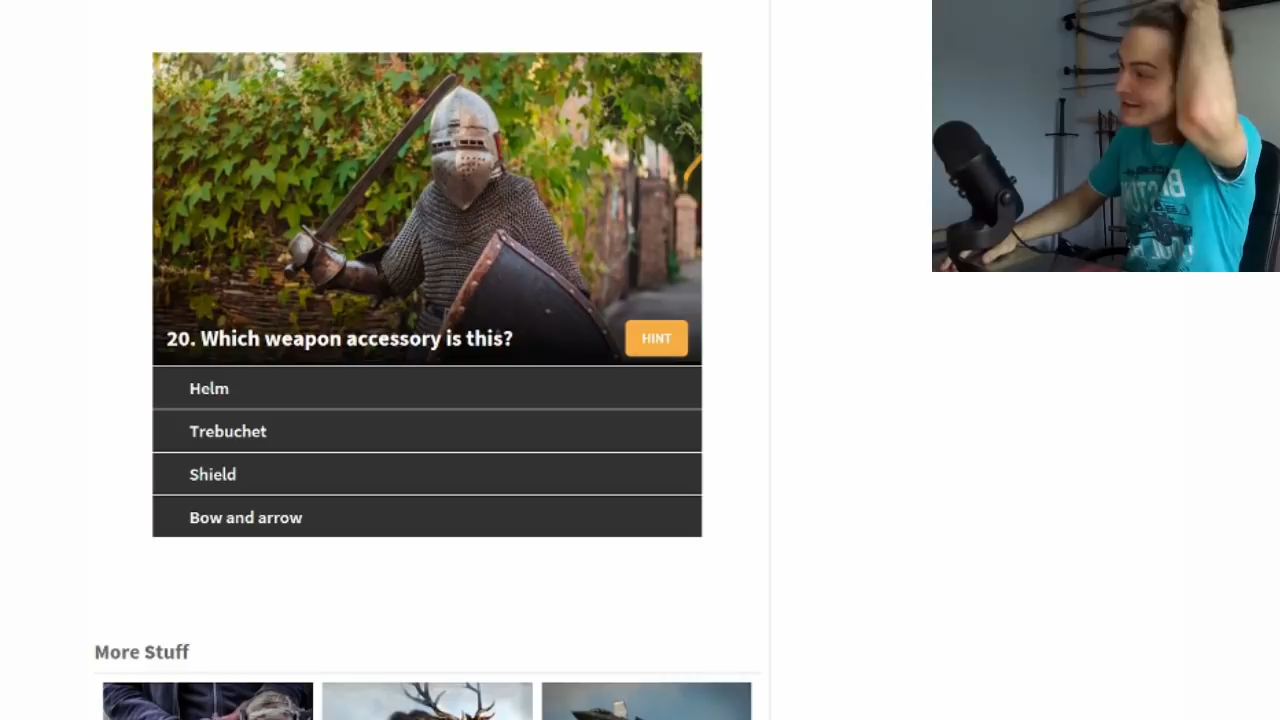 20. Which weapon accessory is this?
HINT
Helm
Trebuchet
Shield
Bow and arrow
More Stuff